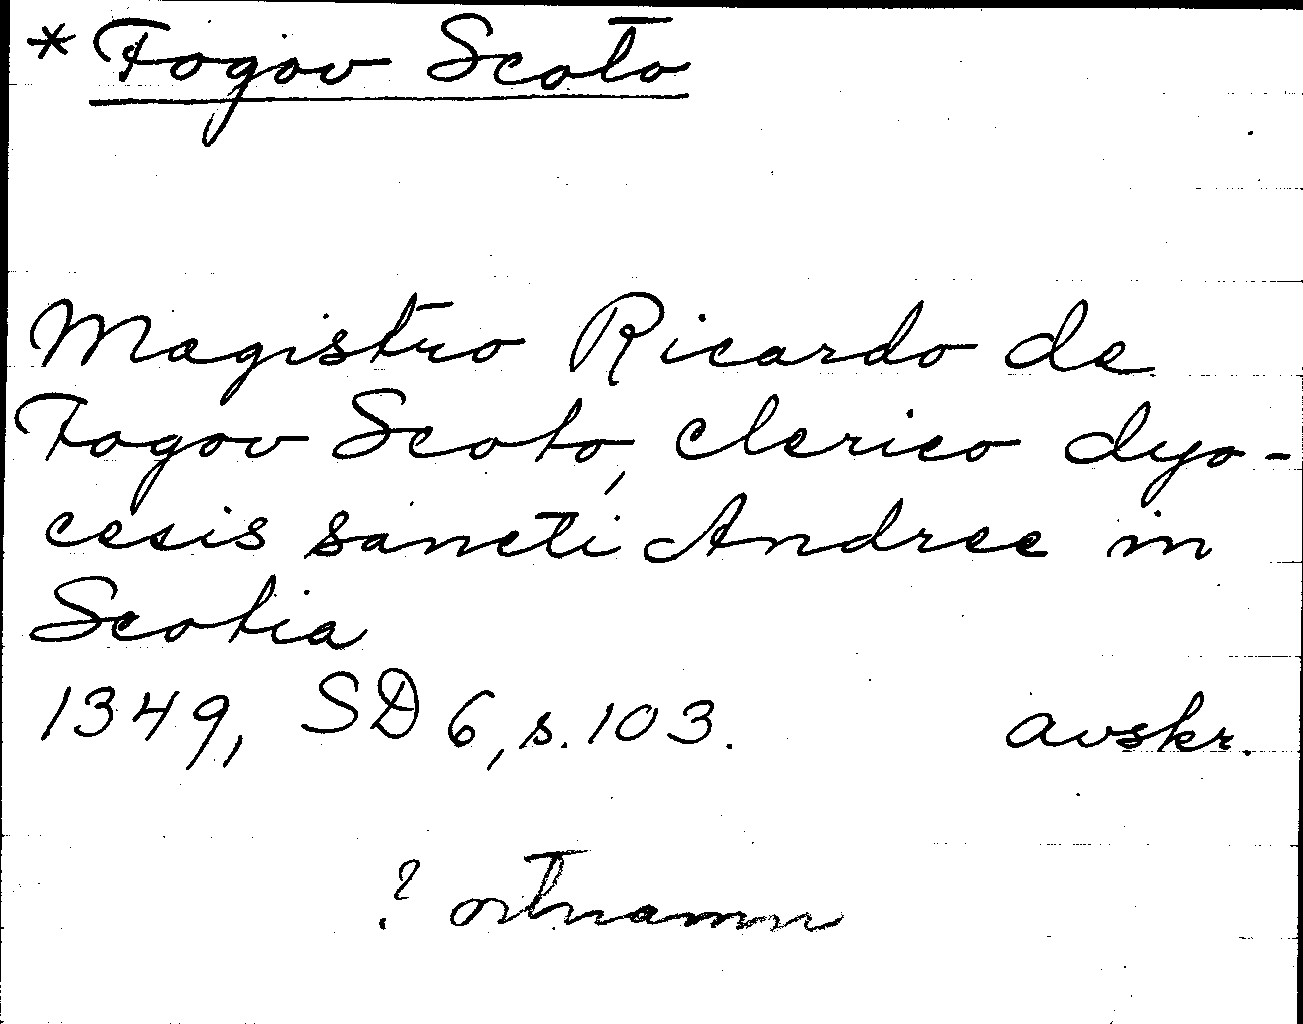 * Fogov Scoto
Magistro Ricardo de
Fogov Scoto, clerico dyo-
cesis sancti Andree in
Scotia
1349, SD 6, s. 103. avskr.
? ortnamn